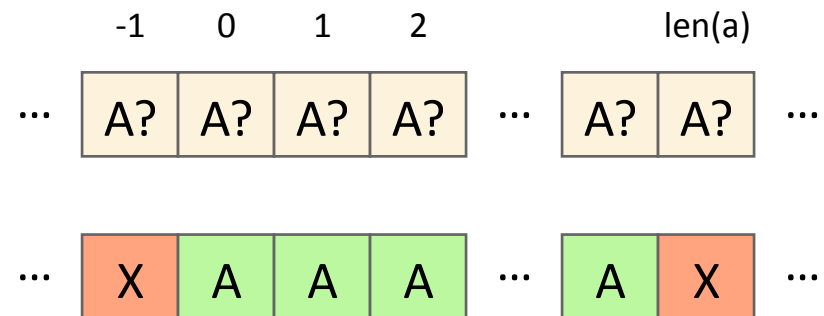 -1 0 1 2 len(a)
... A? A? A? A? ... A? A? ...
... X A A A ... A X ...